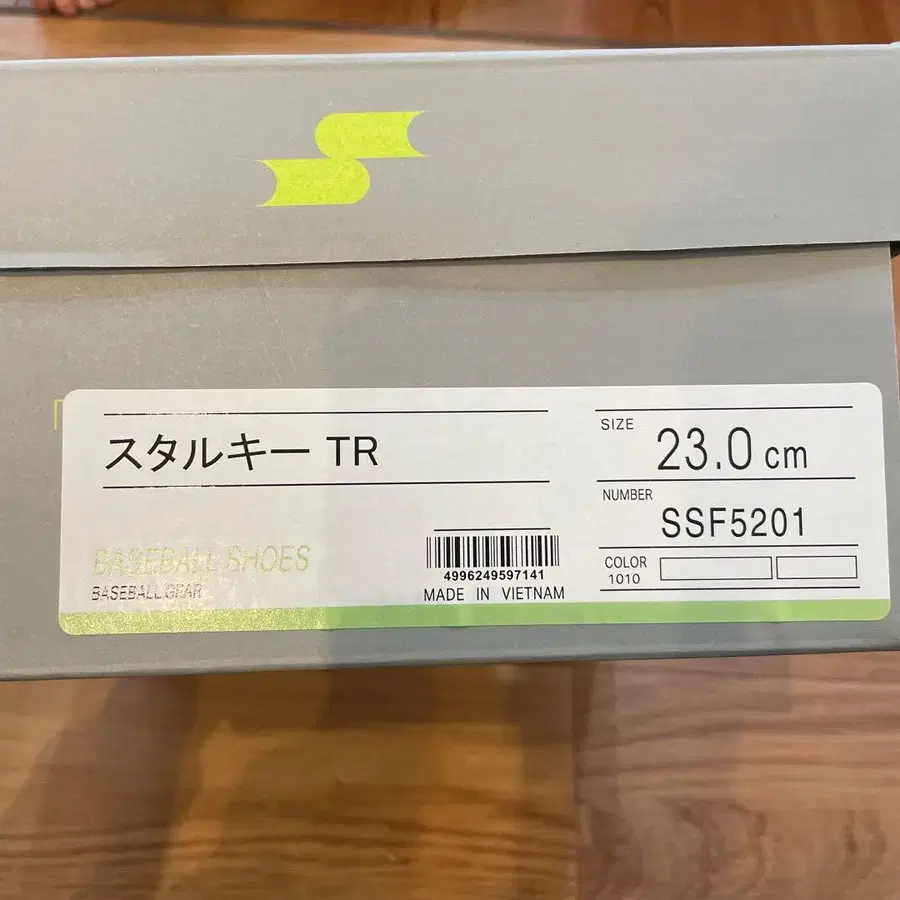 スタルキー TR
SIZE
23.0 cm
NUMBER
SSF5201
BASEBALL SHOES
BASEBALL GEAR
4996249597141
MADE IN VIETNAM
COLOR
1010